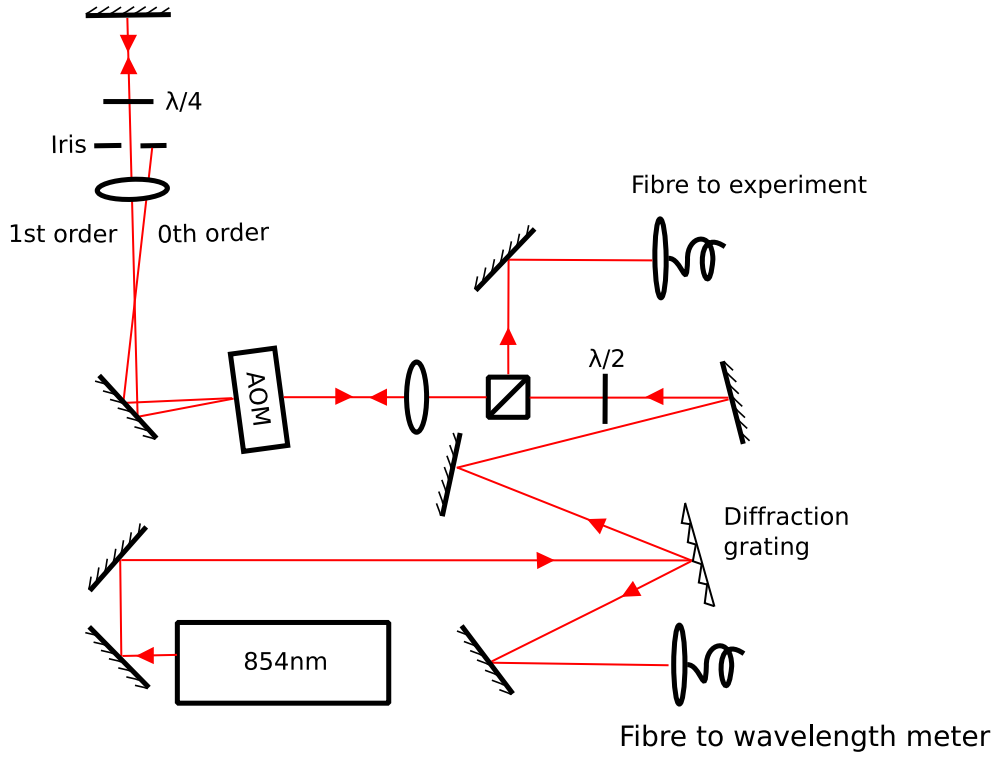 λ/4
Iris
Fibre to experiment
1st order
0th order
λ/2
AOM
Diffraction
grating
854nm
Fibre to wavelength meter